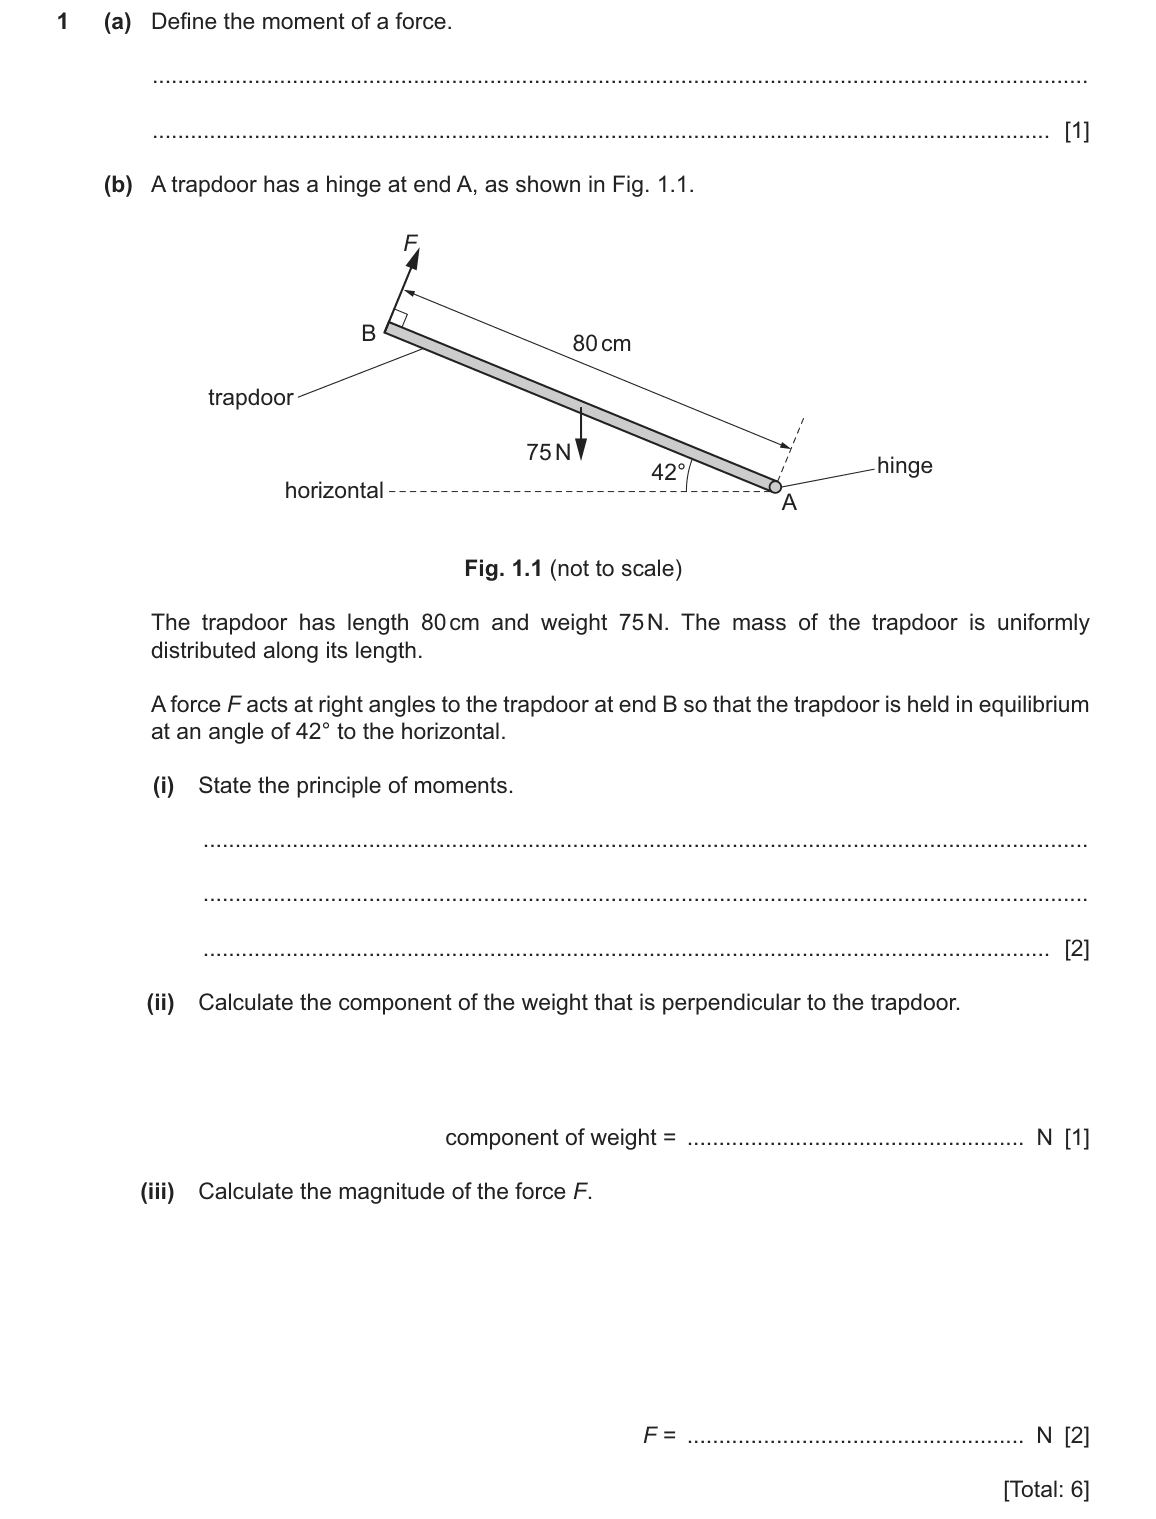 1 (a) Define the moment of a force.
..........................................................................................................................................
.................................................................................................................................... [1]
(b) A trapdoor has a hinge at end A, as shown in Fig. 1.1.
F
B
80 cm
trapdoor
75 N
42°
hinge
horizontal
A
Fig. 1.1 (not to scale)
The trapdoor has length 80 cm and weight 75 N. The mass of the trapdoor is uniformly
distributed along its length.
A force F acts at right angles to the trapdoor at end B so that the trapdoor is held in equilibrium
at an angle of 42° to the horizontal.
(i) State the principle of moments.
..................................................................................................................................
..................................................................................................................................
............................................................................................................................ [2]
(ii) Calculate the component of the weight that is perpendicular to the trapdoor.
component of weight = .................................................... N [1]
(iii) Calculate the magnitude of the force F.
F = .................................................... N [2]
[Total: 6]